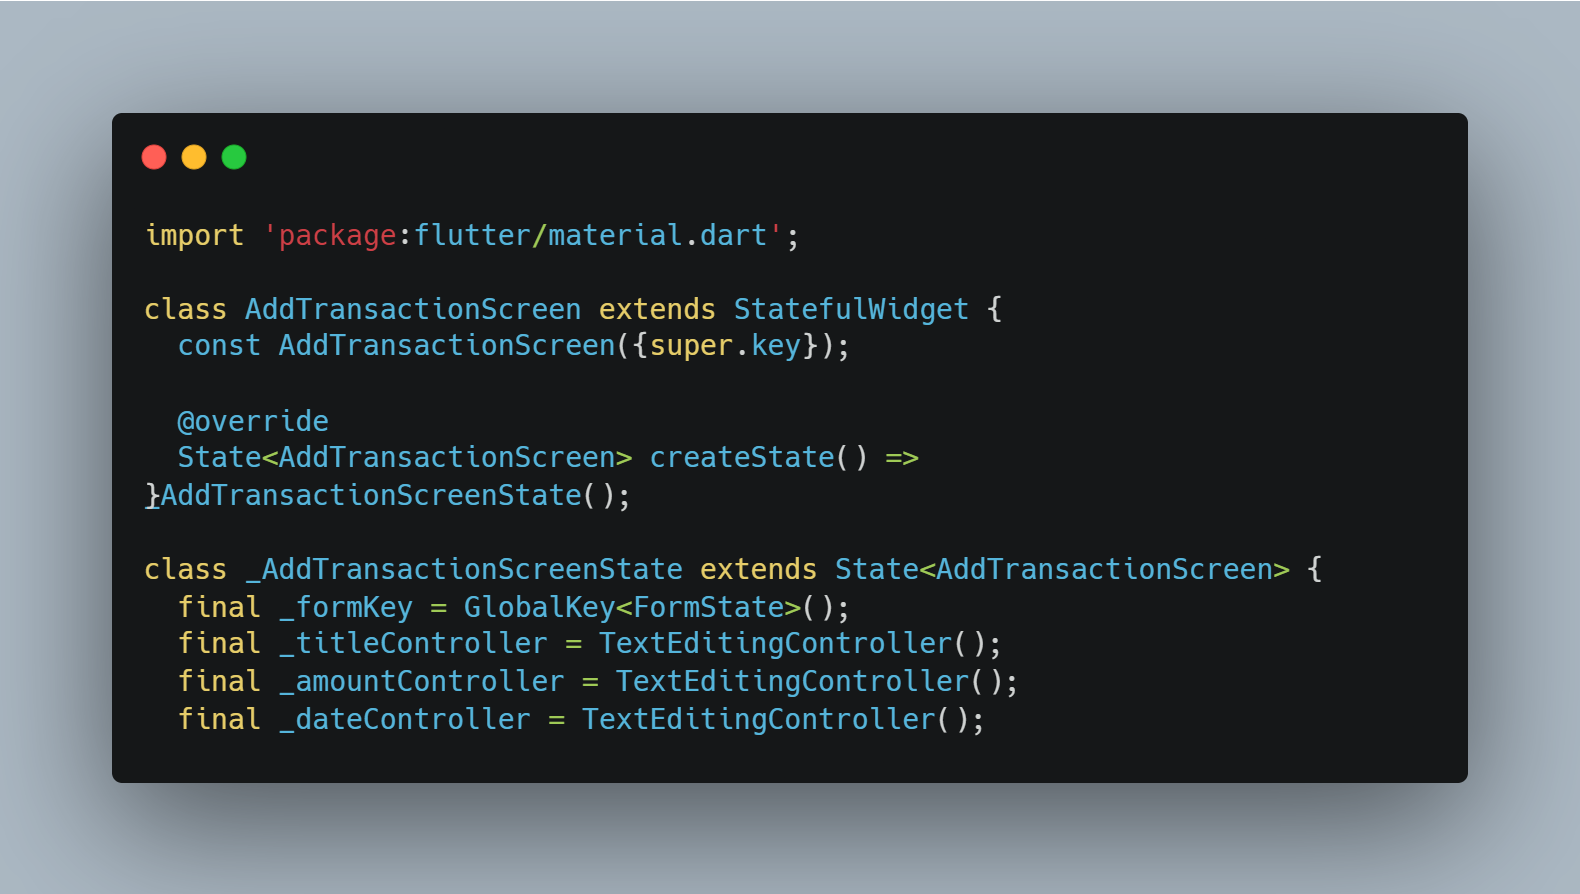 import 'package:flutter/material.dart';
class AddTransactionScreen extends StatefulWidget {
  const AddTransactionScreen({super.key});
  @override
  State<AddTransactionScreen> createState() =>
_AddTransactionScreenState();
}
class _AddTransactionScreenState extends State<AddTransactionScreen> {
  final _formKey = GlobalKey<FormState>();
  final _titleController = TextEditingController();
  final _amountController = TextEditingController();
  final _dateController = TextEditingController();